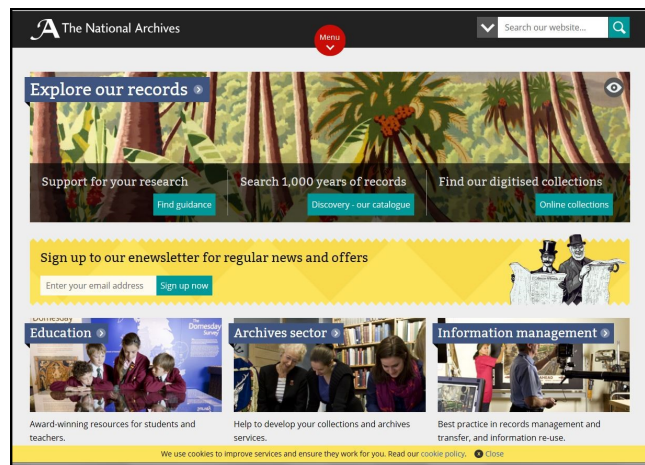 The National Archives
Menu
Search our website...
Explore our records
Support for your research
Find guidance
Search 1,000 years of records
Discovery - our catalogue
Find our digitised collections
Online collections
Sign up to our enewsletter for regular news and offers
Enter your email address
Sign up now
Education
Domesday
Domesday
Survey
Award-winning resources for students and
teachers.
Archives sector
Help to develop your collections and archives
services.
Information management
AHEAD
Best practice in records management and
transfer, and information re-use.
We use cookies to improve services and ensure they work for you. Read our cookie policy. Close